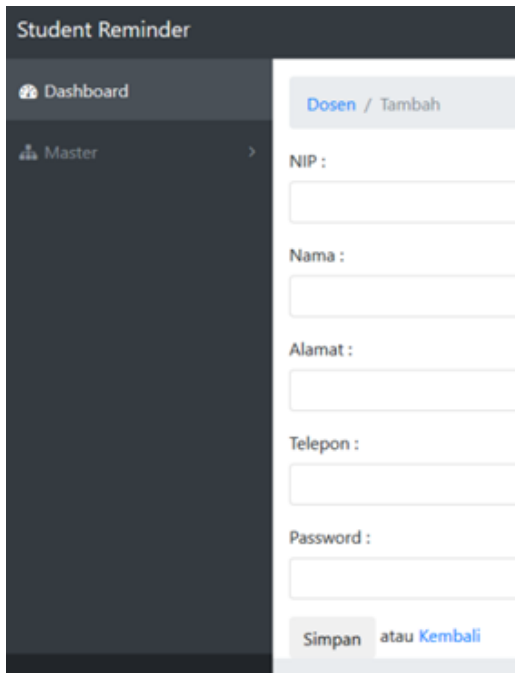 Student Reminder
Dashboard
Master
Dosen / Tambah
NIP :
Nama :
Alamat :
Telepon :
Password :
Simpan atau Kembali